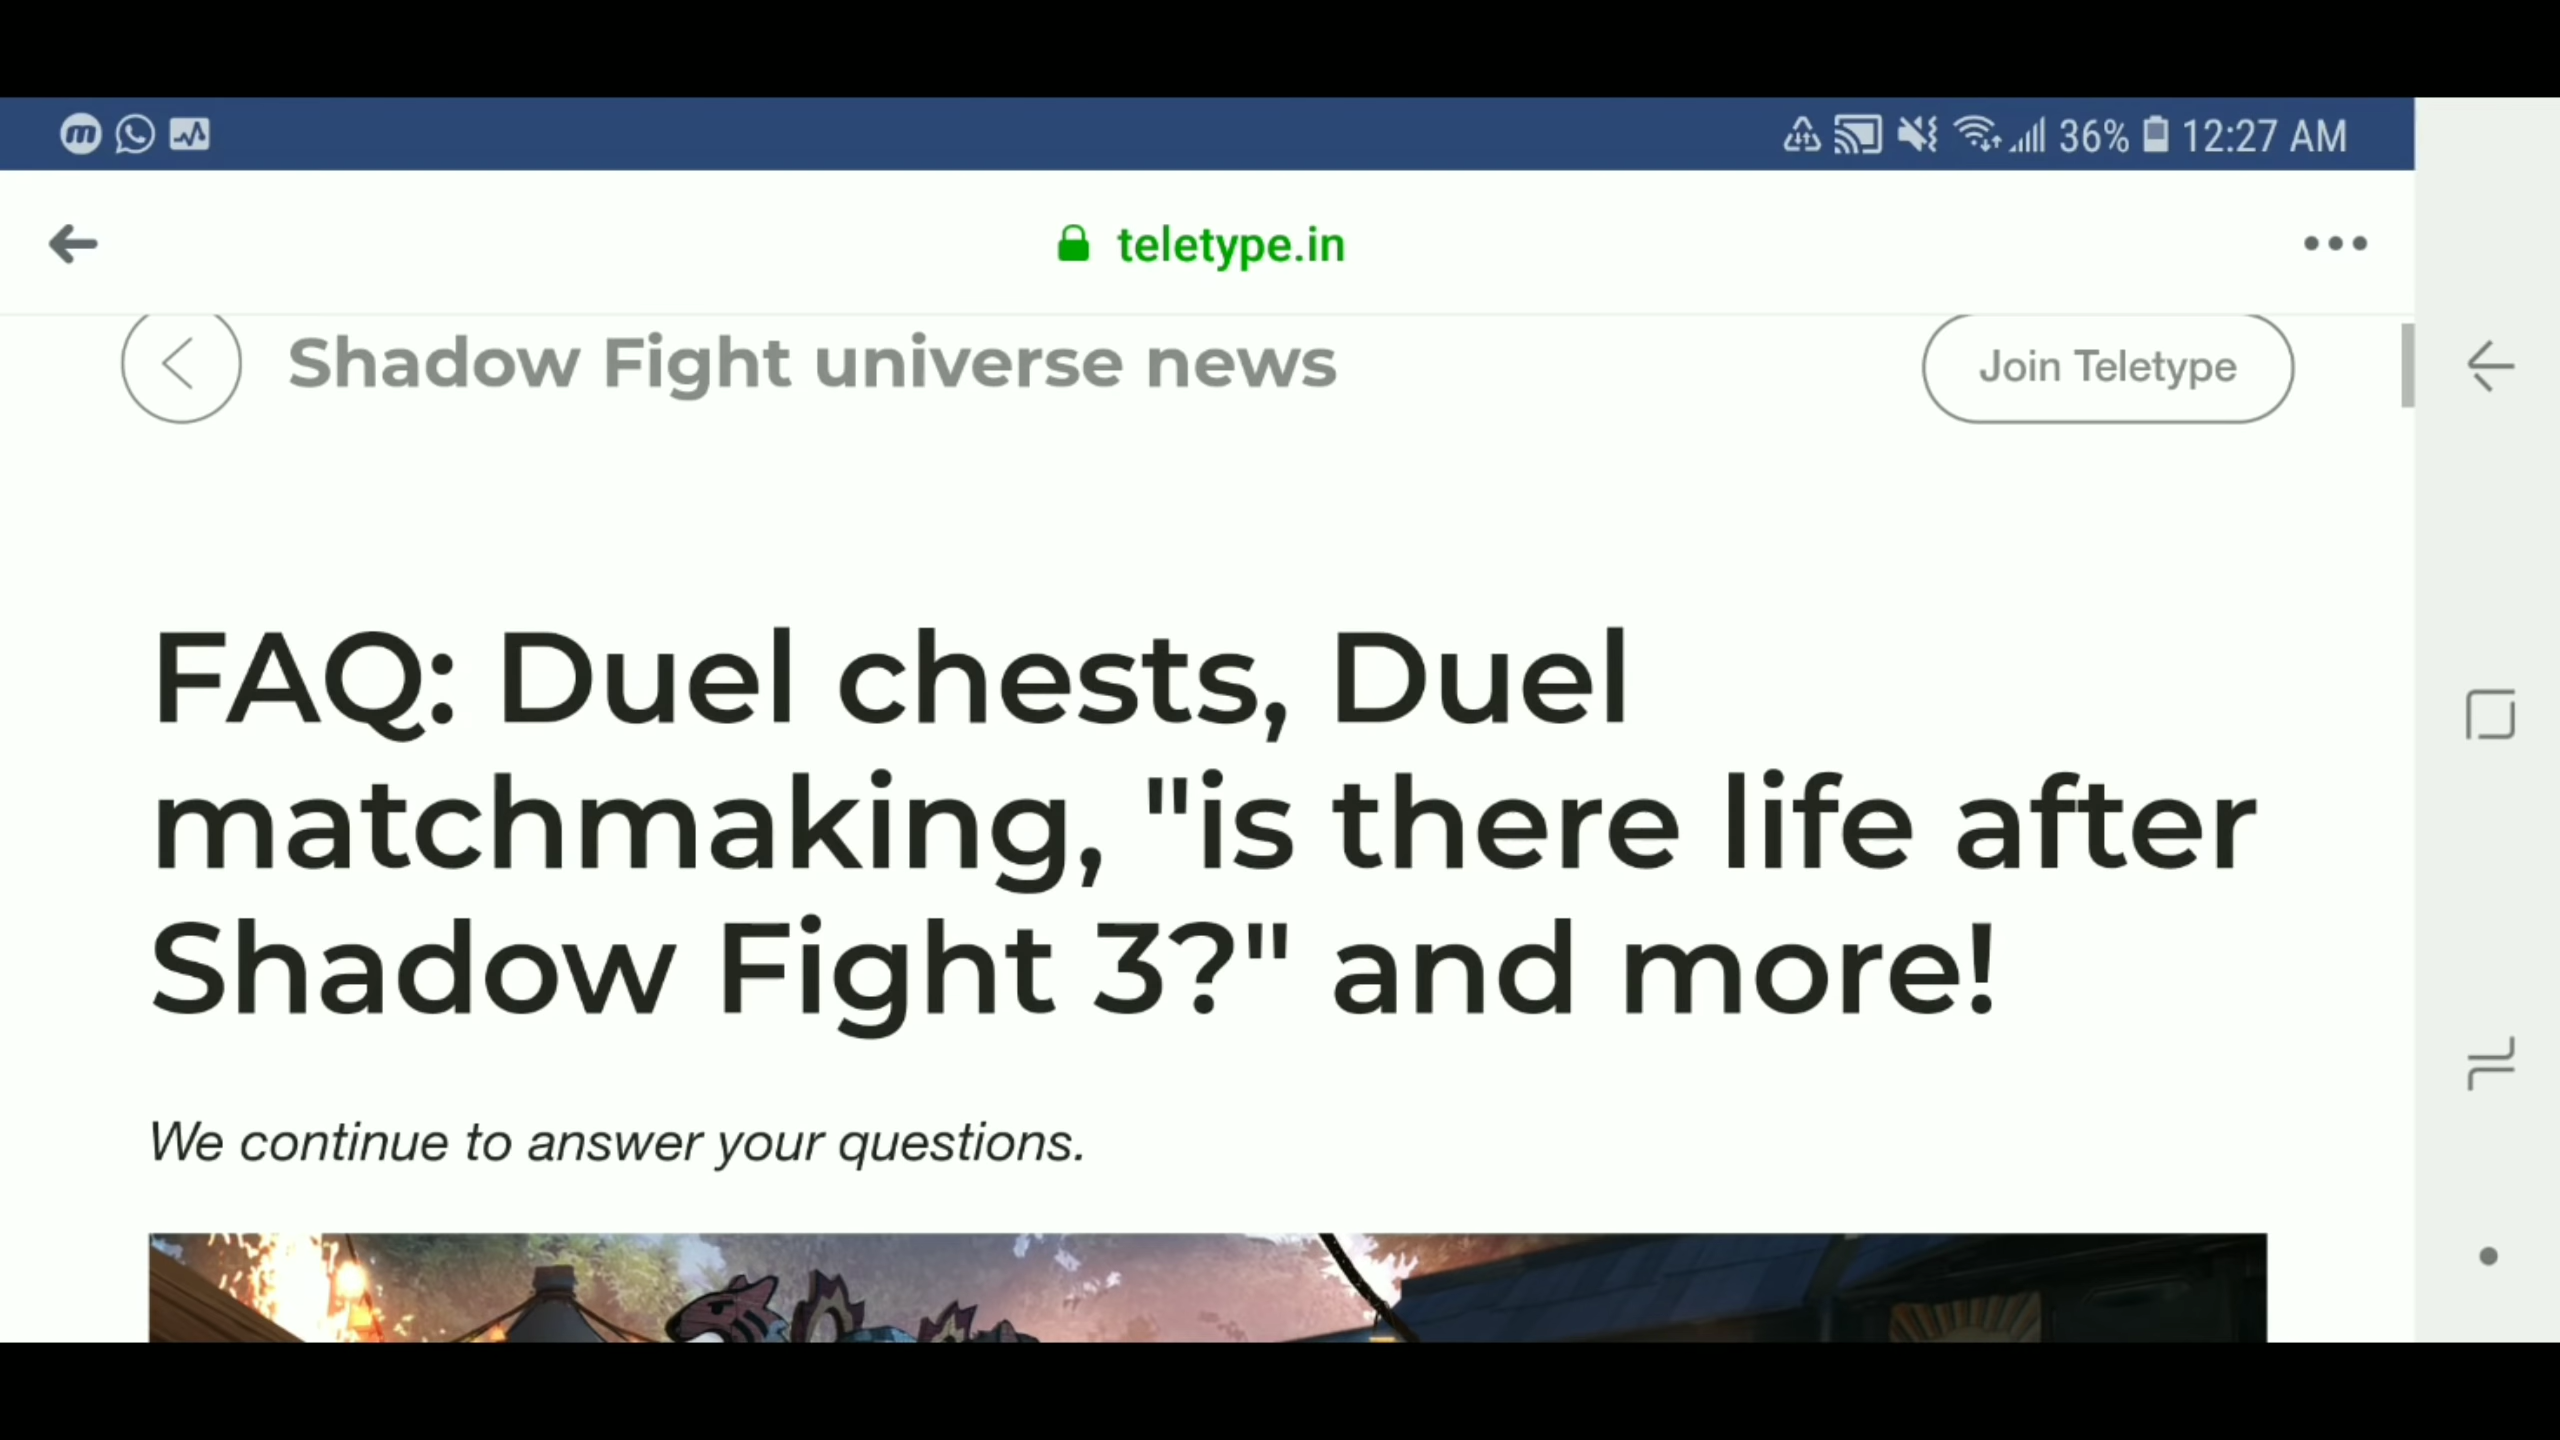 36% 12:27 AM
teletype.in
Shadow Fight universe news
Join Teletype
FAQ: Duel chests, Duel
matchmaking, "is there life after
Shadow Fight 3?" and more!
We continue to answer your questions.